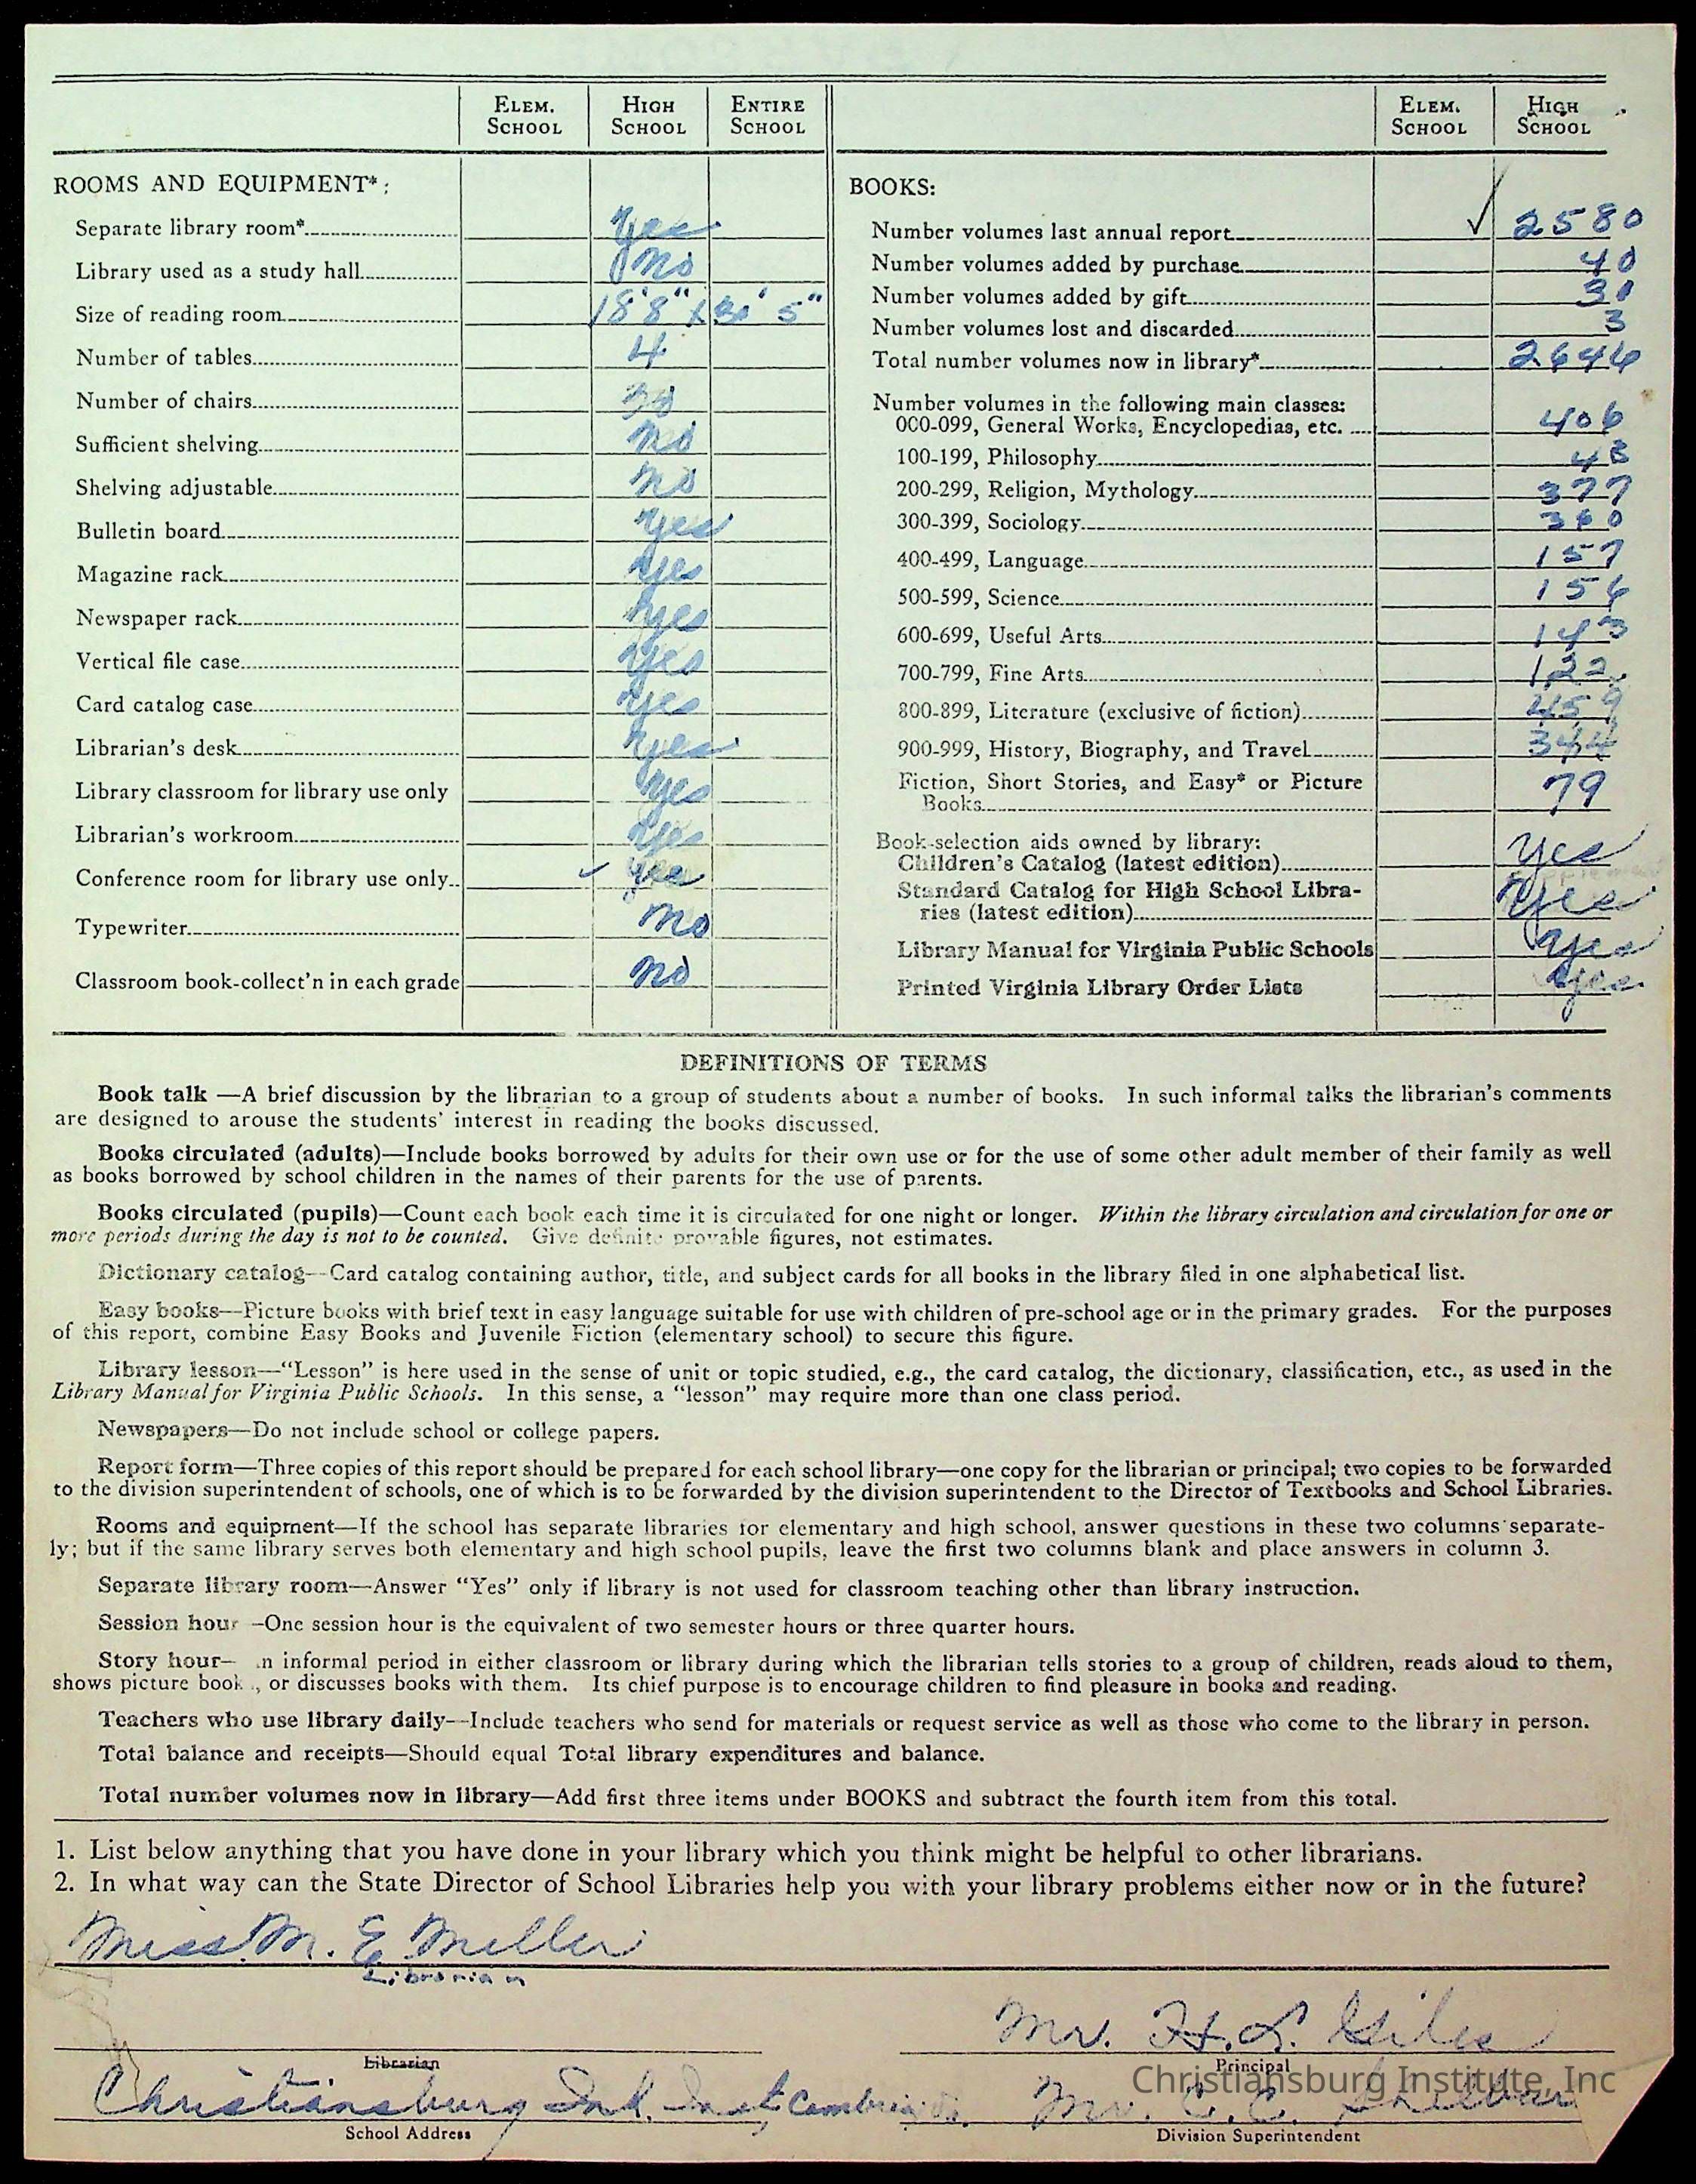 ELEM. SCHOOL HIGH SCHOOL ENTIRE SCHOOL
ROOMS AND EQUIPMENT*:
Separate library room* Yes
Library used as a study hall No
Size of reading room 18'8" x 30' 5"
Number of tables 4
Number of chairs 30
Sufficient shelving no
Shelving adjustable no
Bulletin board yes
Magazine rack yes
Newspaper rack yes
Vertical file case yes
Card catalog case yes
Librarian's desk yes
Library classroom for library use only yes
Librarian's workroom yes
Conference room for library use only ✓ yes
Typewriter no
Classroom book-collect'n in each grade no
ELEM. SCHOOL HIGH SCHOOL
BOOKS:
Number volumes last annual report ✓ 2580
Number volumes added by purchase 40
Number volumes added by gift
Number volumes lost and discarded 3
Total number volumes now in library* 2646
Number volumes in the following main classes:
000-099, General Works, Encyclopedias, etc. 406
100-199, Philosophy 43
200-299, Religion, Mythology 377
300-399, Sociology 360
400-499, Language 157
500-599, Science 156
600-699, Useful Arts 143
700-799, Fine Arts 122
800-899, Literature (exclusive of fiction) 459
900-999, History, Biography, and Travel 344
Fiction, Short Stories, and Easy* or Picture
Books 79
Book-selection aids owned by library:
Children's Catalog (latest edition) yes
Standard Catalog for High School Libra-
ries (latest edition) yes
Library Manual for Virginia Public Schools yes
Printed Virginia Library Order Lists yes
DEFINITIONS OF TERMS
Book talk —A brief discussion by the librarian to a group of students about a number of books. In such informal talks the librarian's comments
are designed to arouse the students' interest in reading the books discussed.
Books circulated (adults)—Include books borrowed by adults for their own use or for the use of some other adult member of their family as well
as books borrowed by school children in the names of their parents for the use of parents.
Books circulated (pupils)—Count each book each time it is circulated for one night or longer. Within the library circulation and circulation for one or
more periods during the day is not to be counted. Give definite provable figures, not estimates.
Dictionary catalog—Card catalog containing author, title, and subject cards for all books in the library filed in one alphabetical list.
Easy books—Picture books with brief text in easy language suitable for use with children of pre-school age or in the primary grades. For the purposes
of this report, combine Easy Books and Juvenile Fiction (elementary school) to secure this figure.
Library lesson—"Lesson" is here used in the sense of unit or topic studied, e.g., the card catalog, the dictionary, classification, etc., as used in the
Library Manual for Virginia Public Schools. In this sense, a "lesson" may require more than one class period.
Newspapers—Do not include school or college papers.
Report form—Three copies of this report should be prepared for each school library—one copy for the librarian or principal; two copies to be forwarded
to the division superintendent of schools, one of which is to be forwarded by the division superintendent to the Director of Textbooks and School Libraries.
Rooms and equipment—If the school has separate libraries for elementary and high school, answer questions in these two columns separate-
ly; but if the same library serves both elementary and high school pupils, leave the first two columns blank and place answers in column 3.
Separate library room—Answer "Yes" only if library is not used for classroom teaching other than library instruction.
Session hour —One session hour is the equivalent of two semester hours or three quarter hours.
Story hour— n informal period in either classroom or library during which the librarian tells stories to a group of children, reads aloud to them,
shows picture book , or discusses books with them. Its chief purpose is to encourage children to find pleasure in books and reading.
Teachers who use library daily—Include teachers who send for materials or request service as well as those who come to the library in person.
Total balance and receipts—Should equal Total library expenditures and balance.
Total number volumes now in library—Add first three items under BOOKS and subtract the fourth item from this total.
1. List below anything that you have done in your library which you think might be helpful to other librarians.
2. In what way can the State Director of School Libraries help you with your library problems either now or in the future?
Miss M. E. Miller
Librarian
Mr. H. L. Giles
Librarian Principal
Christiansburg Institute, Inc
Christiansburg Ind. Inst. Cambria Va. Mr. C. C.
School Address Division Superintendent